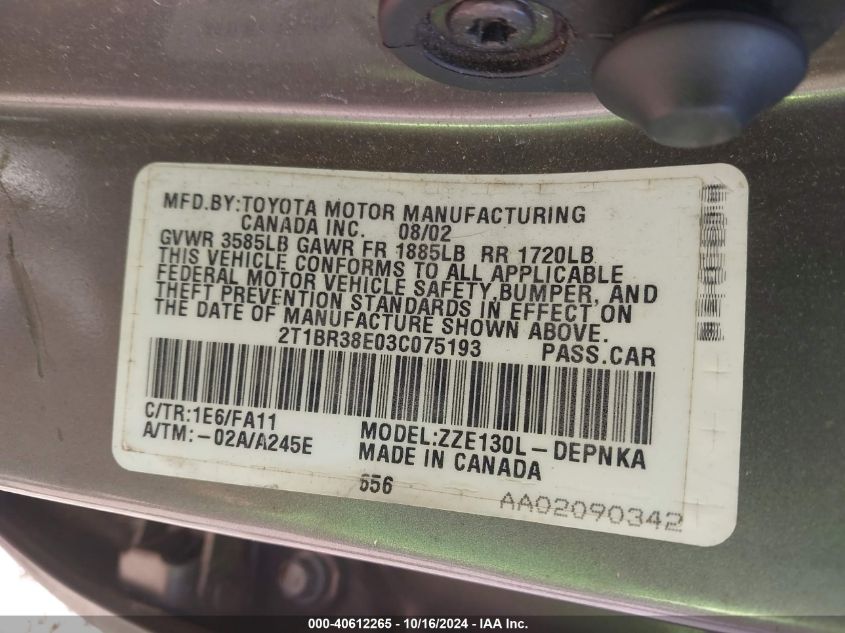 MFD.BY:TOYOTA MOTOR MANUFACTURING
CANADA INC. 08/02
GVWR 3585LB GAWR FR 1885LB RR 1720LB
THIS VEHICLE CONFORMS TO ALL APPLICABLE
FEDERAL MOTOR VEHICLE SAFETY,BUMPER, AND
THEFT PREVENTION STANDARDS IN EFFECT ON
THE DATE OF MANUFACTURE SHOWN ABOVE.
2T1BR38E03C075193 PASS.CAR
C/TR:1E6/FA11
A/TM:-02A/A245E
MODEL:ZZE130L-DEPNKA
MADE IN CANADA
656
AA02090342
000-40612265 - 10/16/2024 - IAA Inc.